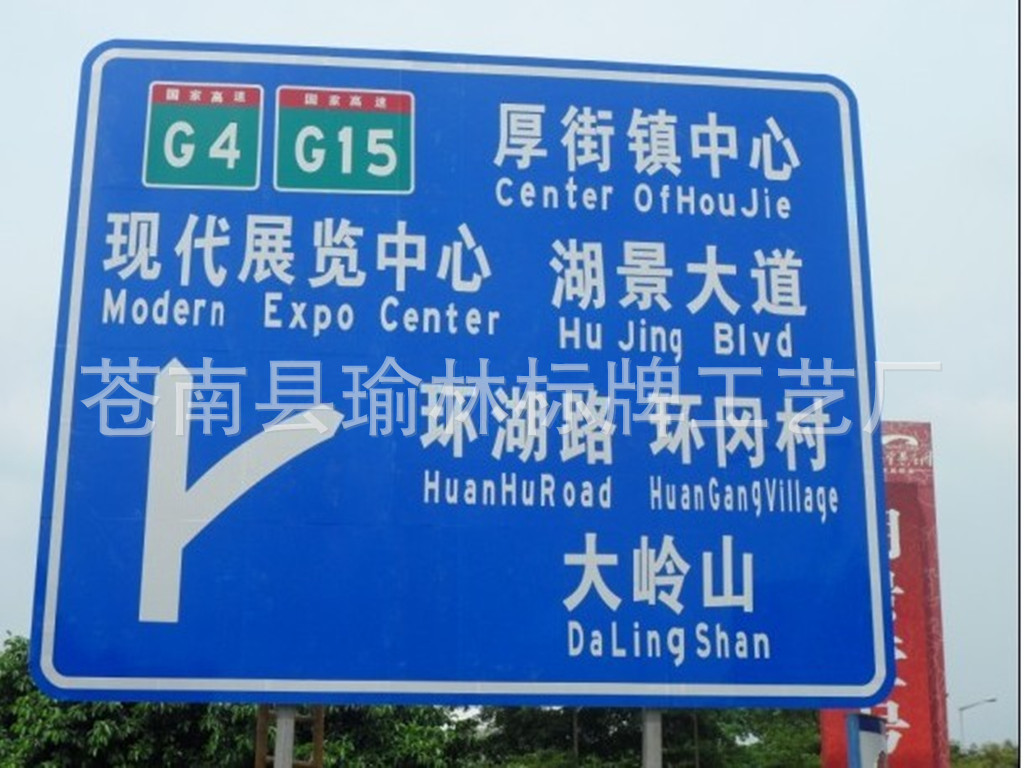 国家高速 国家高速
G4 G15
厚街镇中心
Center OfHouJie
现代展览中心
Modern Expo Center
湖景大道
Hu Jing Blvd
苍南县瑜林标牌工艺厂
环湖路 环冈村
HuanHuRoad HuanGangVillage
大岭山
DaLingShan